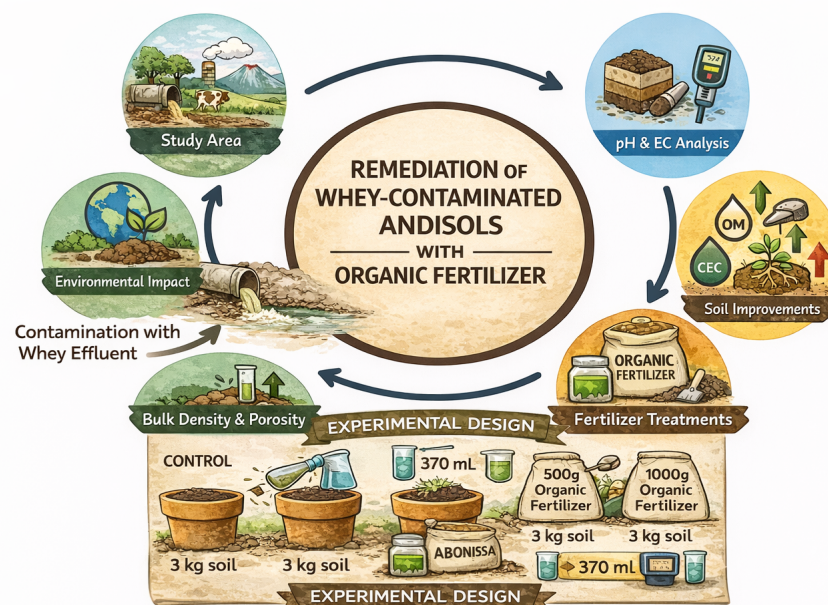 Study Area
pH & EC Analysis
REMEDIATION OF
WHEY-CONTAMINATED
ANDISOLS
WITH
ORGANIC FERTILIZER
Environmental Impact
OM
CEC
Soil Improvements
Contamination with
Whey Effluent
ORGANIC
FERTILIZER
Bulk Density & Porosity
Fertilizer Treatments
EXPERIMENTAL DESIGN
CONTROL
3 kg soil
3 kg soil
370 mL
ABONISSA
500g
Organic
Fertilizer
3 kg soil
1000g
Organic
Fertilizer
3 kg soil
370 mL
EXPERIMENTAL DESIGN